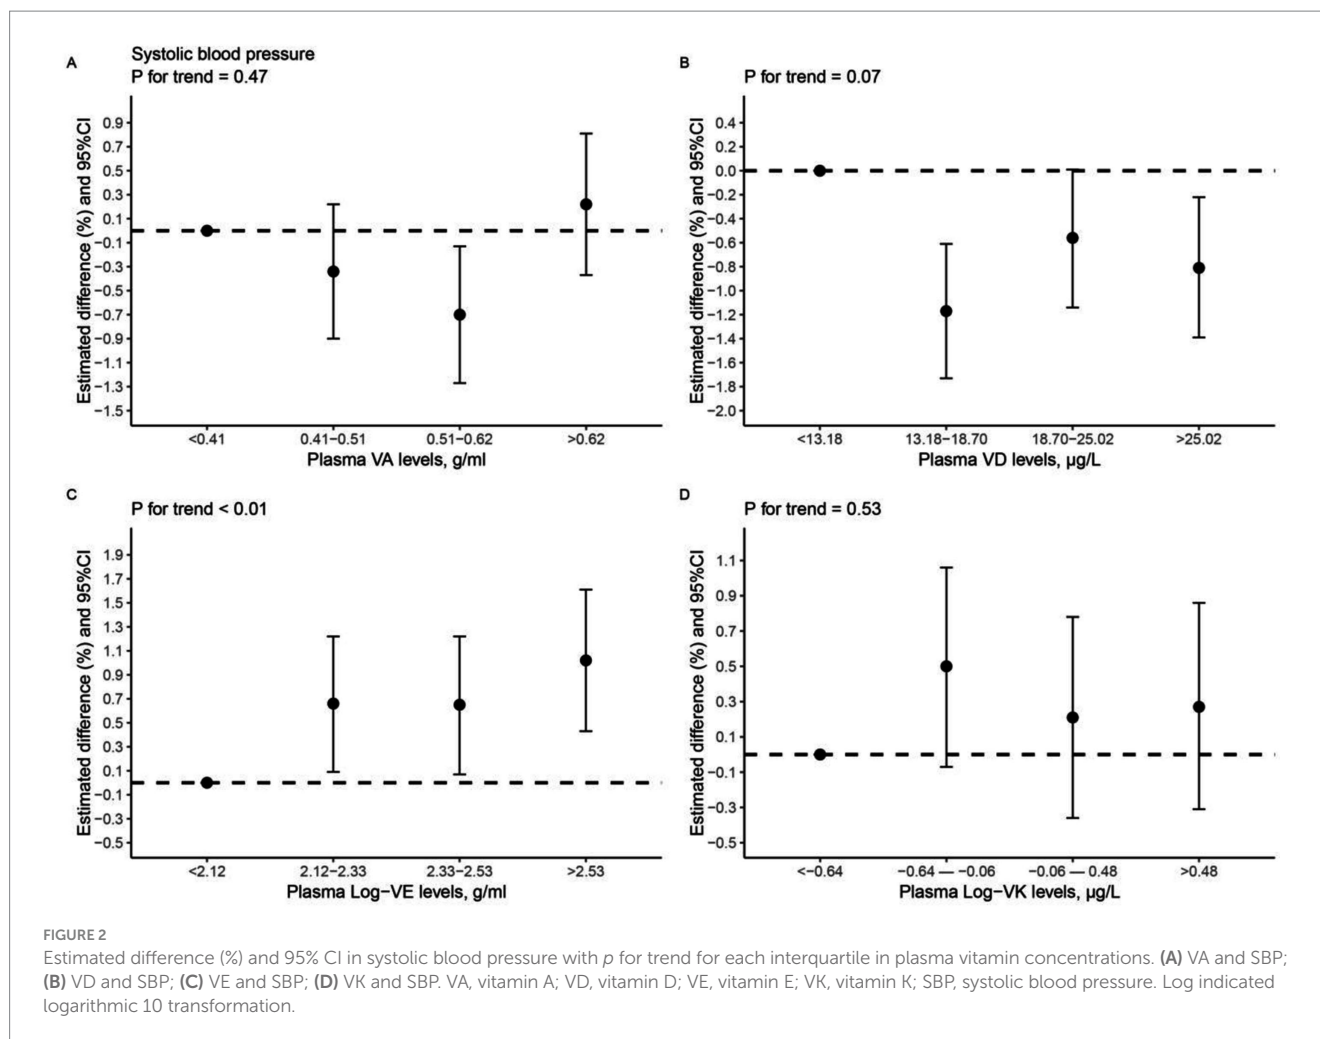 A
Systolic blood pressure
P for trend = 0.47
Estimated difference (%) and 95%CI
0.9
0.7
0.5
0.3
0.1
−0.1
−0.3
−0.5
−0.7
−0.9
−1.1
−1.3
−1.5
<0.41 0.41−0.51 0.51−0.62 >0.62
Plasma VA levels, g/ml
B
P for trend = 0.07
Estimated difference (%) and 95%CI
0.4
0.2
0.0
−0.2
−0.4
−0.6
−0.8
−1.0
−1.2
−1.4
−1.6
−1.8
−2.0
<13.18 13.18−18.70 18.70−25.02 >25.02
Plasma VD levels, µg/L
C
P for trend < 0.01
Estimated difference (%) and 95%CI
1.9
1.7
1.5
1.3
1.1
0.9
0.7
0.5
0.3
0.1
−0.1
−0.3
−0.5
<2.12 2.12−2.33 2.33−2.53 >2.53
Plasma Log−VE levels, g/ml
D
P for trend = 0.53
Estimated difference (%) and 95%CI
1.1
0.9
0.7
0.5
0.3
0.1
−0.1
−0.3
−0.5
<−0.64 −0.64 — −0.06 −0.06 — 0.48 >0.48
Plasma Log−VK levels, µg/L
FIGURE 2
Estimated difference (%) and 95% CI in systolic blood pressure with p for trend for each interquartile in plasma vitamin concentrations. (A) VA and SBP;
(B) VD and SBP; (C) VE and SBP; (D) VK and SBP. VA, vitamin A; VD, vitamin D; VE, vitamin E; VK, vitamin K; SBP, systolic blood pressure. Log indicated
logarithmic 10 transformation.